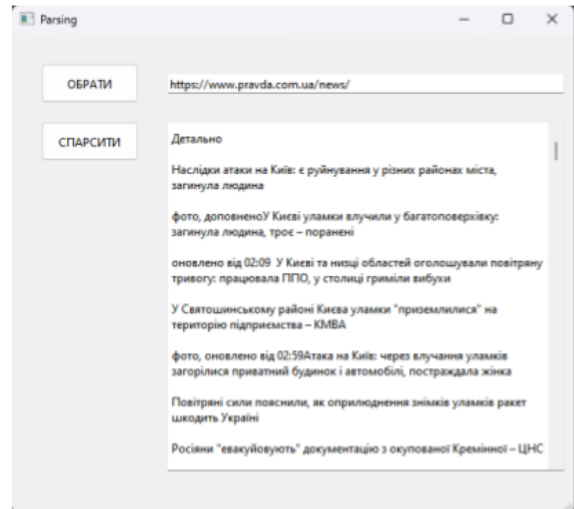 Parsing
ОБРАТИ
https://www.pravda.com.ua/news/
СПАРСИТИ
Детально
Наслідки атаки на Київ: є руйнування у різних районах міста,
загинула людина
фото, доповненоУ Києві уламки влучили у багатоповерхівку:
загинула людина, троє – поранені
оновлено від 02:09 У Києві та низці областей оголошували повітряну
тривогу: працювала ППО, у столиці гриміли вибухи
У Святошинському районі Києва уламки "приземлилися" на
територію підприємства – КМВА
фото, оновлено від 02:59Атака на Київ: через влучання уламків
загорілися приватний будинок і автомобілі, постраждала жінка
Повітряні сили пояснили, як оприлюднення знімків уламків ракет
шкодить Україні
Росіяни "евакуйовують" документацію з окупованої Кремінної – ЦНС